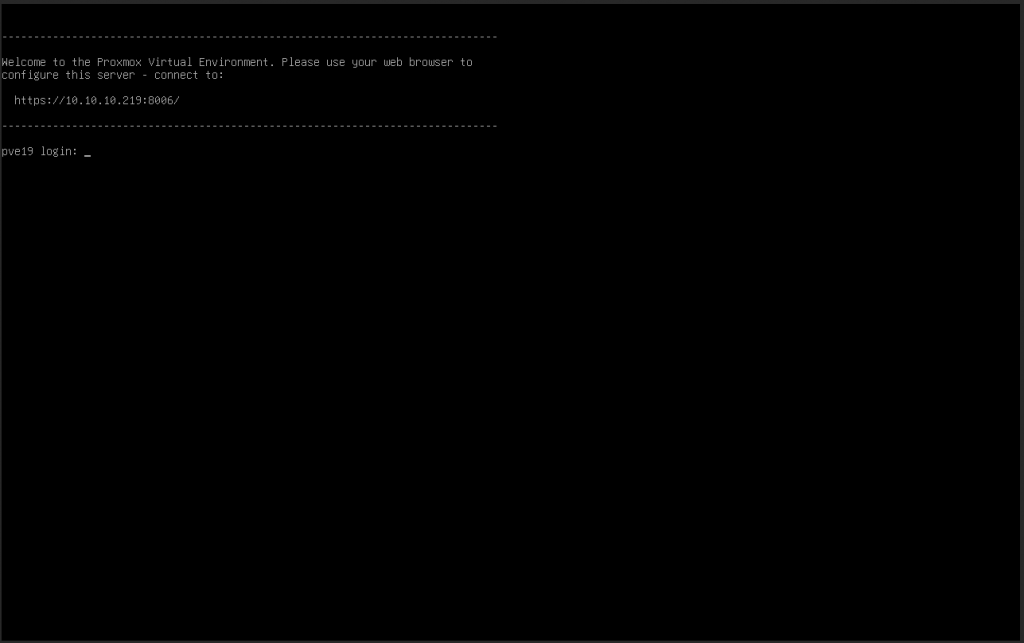 ------------------------------------------------------------------------------
Welcome to the Proxmox Virtual Environment. Please use your web browser to
configure this server - connect to:
https://10.10.10.219:8006/
------------------------------------------------------------------------------
pve19 login: _